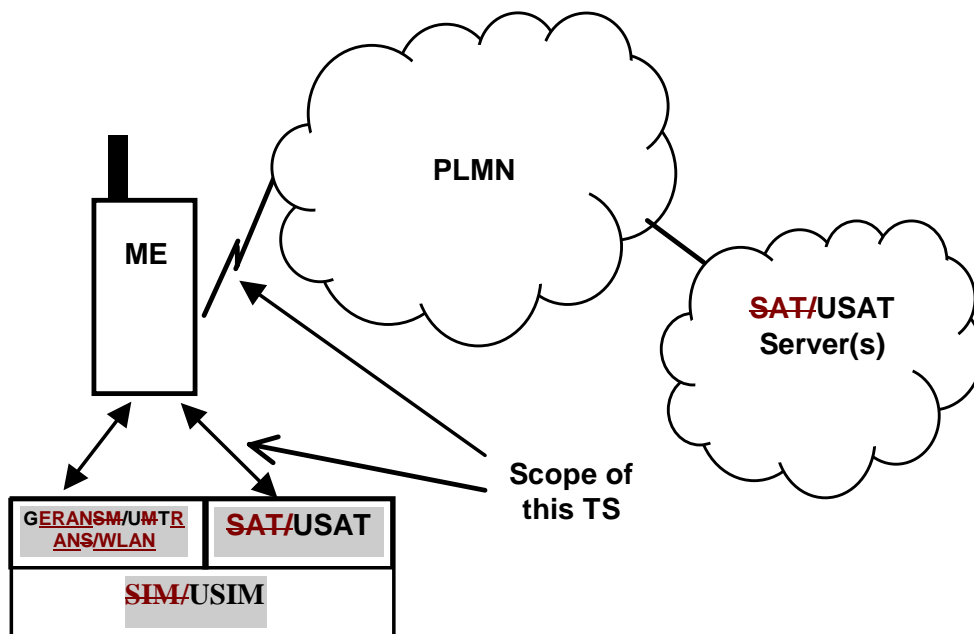 PLMN
ME
SAT/USAT
Server(s)
Scope of
this TS
GERANSM/UMTR
ANS/WLAN
SAT/USAT
SIM/USIM